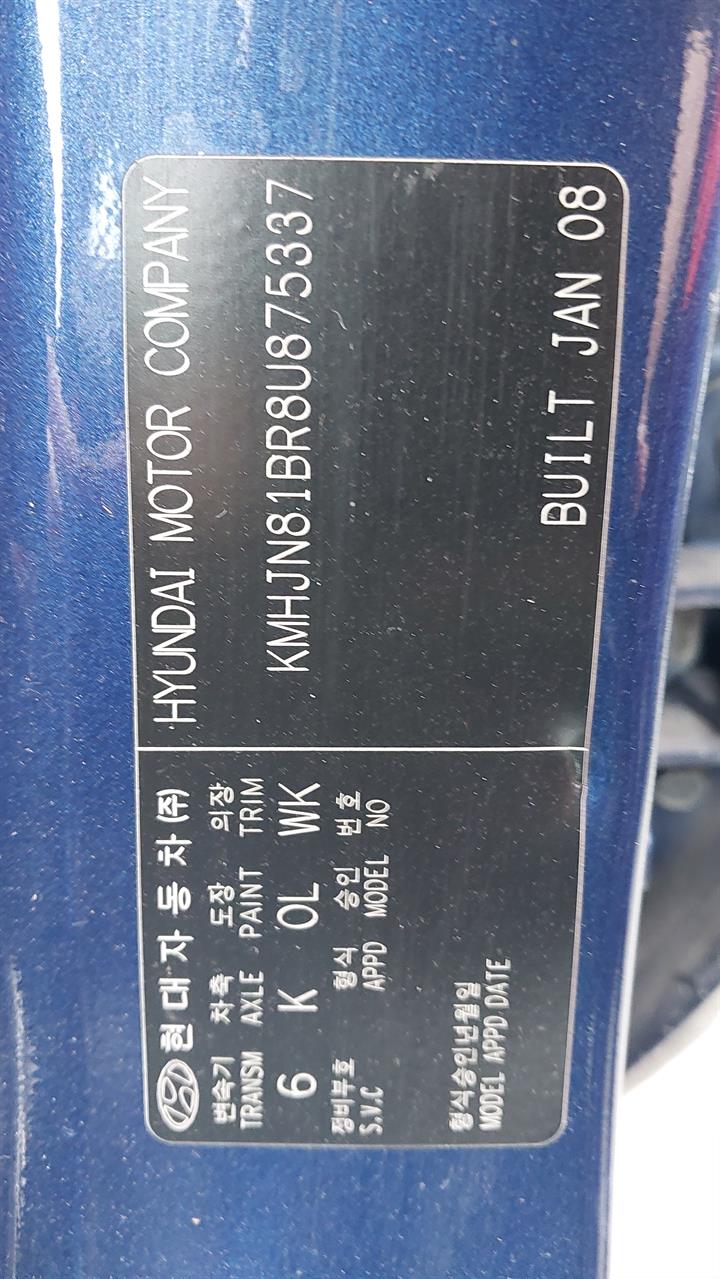 현대자동차(주)
변속기 차축 도장 의장
TRANSM AXLE PAINT TRIM
6 K OL WK
정비부호 형식 승인 번호
S.V.C APPD MODEL NO
형식승인년월일
MODEL APPD.DATE
HYUNDAI MOTOR COMPANY
KMHJN81BR8U875337
BUILT JAN 08